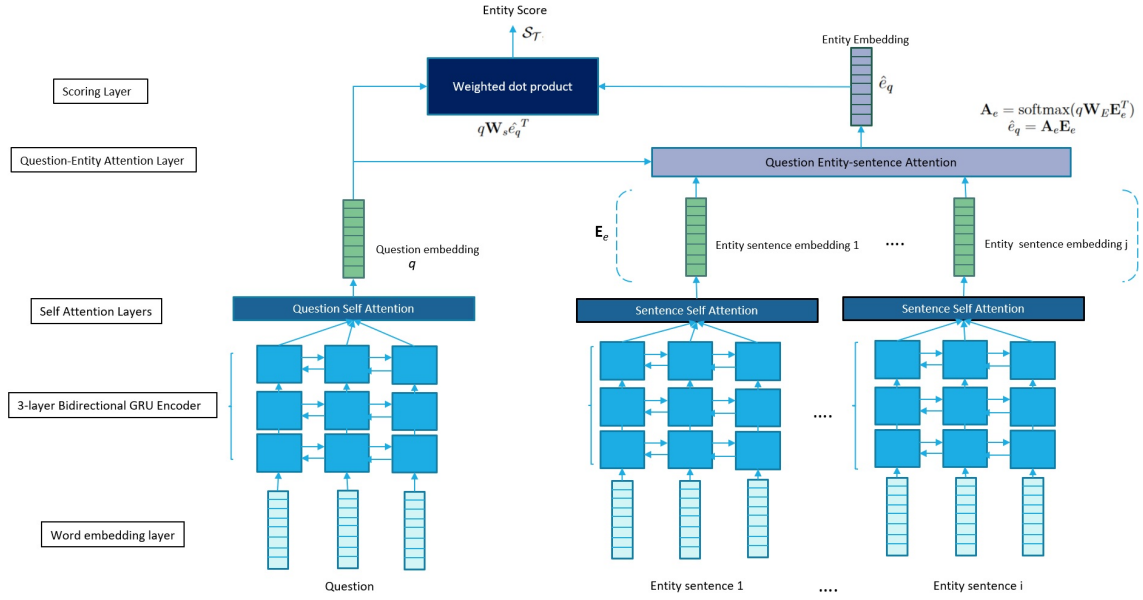 Entity Score
𝒮_𝒯
Entity Embedding
Scoring Layer
Weighted dot product
ê_q
q𝐖_s ê_q^T
𝐀_e = softmax(q𝐖_E 𝐄_e^T)
ê_q = 𝐀_e 𝐄_e
Question-Entity Attention Layer
Question Entity-sentence Attention
𝐄_e
Question embedding
q
Entity sentence embedding 1
....
Entity sentence embedding j
Self Attention Layers
Question Self Attention
Sentence Self Attention
Sentence Self Attention
3-layer Bidirectional GRU Encoder
....
Word embedding layer
Question
Entity sentence 1
....
Entity sentence i